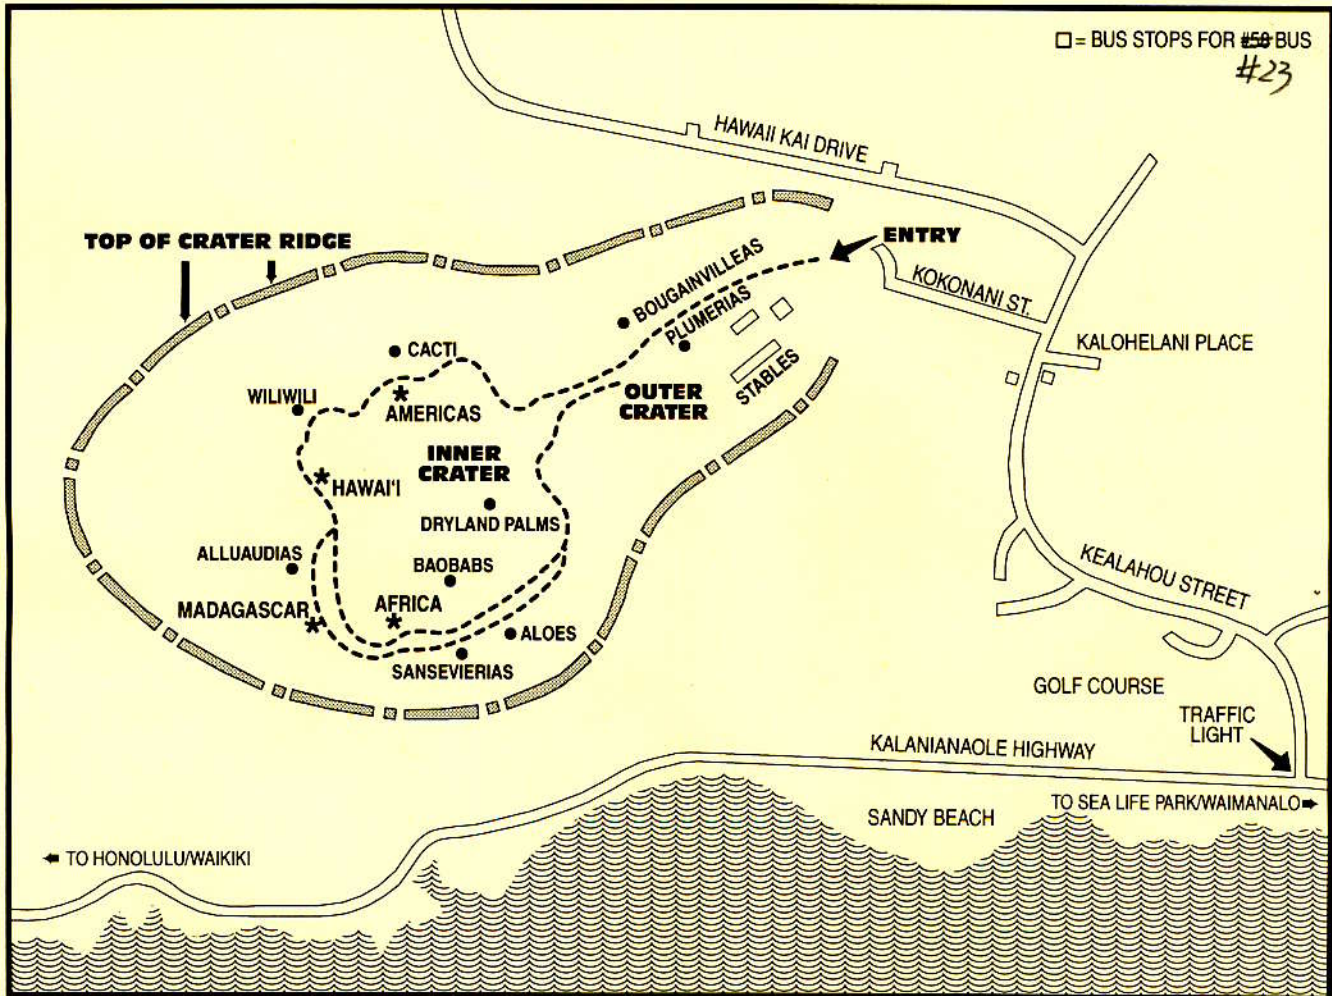 □ = BUS STOPS FOR #58 BUS
#23
HAWAII KAI DRIVE
TOP OF CRATER RIDGE
ENTRY
BOUGAINVILLEAS
KOKONANI ST.
PLUMERIAS
KALOHELANI PLACE
CACTI
STABLES
WILIWILI
OUTER
CRATER
AMERICAS
INNER
CRATER
HAWAI'I
DRYLAND PALMS
ALLUAUDIAS
BAOBABS
KEALAHOU STREET
MADAGASCAR
AFRICA
ALOES
SANSEVIERIAS
GOLF COURSE
TRAFFIC
LIGHT
KALANIANAOLE HIGHWAY
TO SEA LIFE PARK/WAIMANALO
SANDY BEACH
TO HONOLULU/WAIKIKI